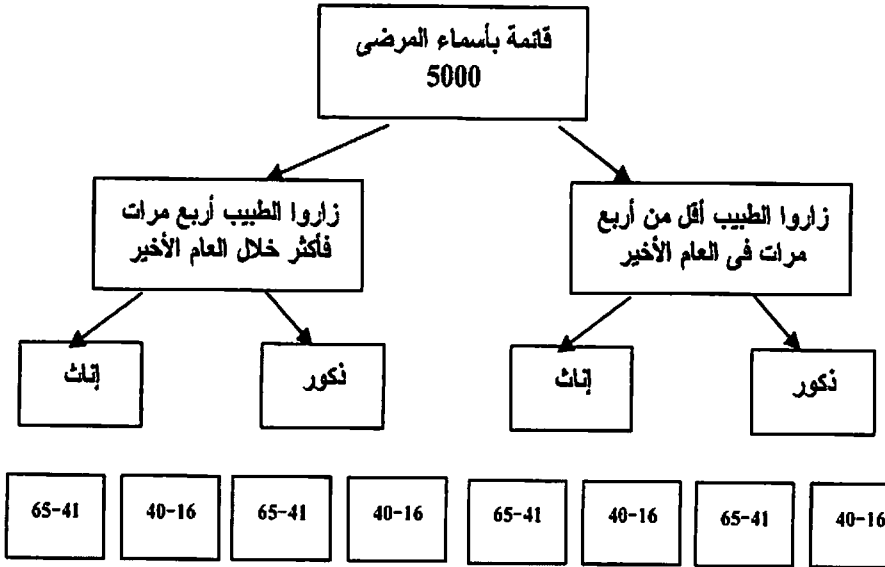 قائمة بأسماء المرضى
5000
زاروا الطبيب أقل من أربع
مرات فى العام الأخير
زاروا الطبيب أربع مرات
فأكثر خلال العام الأخير
ذكور
إناث
ذكور
إناث
40-16
65-41
40-16
65-41
40-16
65-41
40-16
65-41